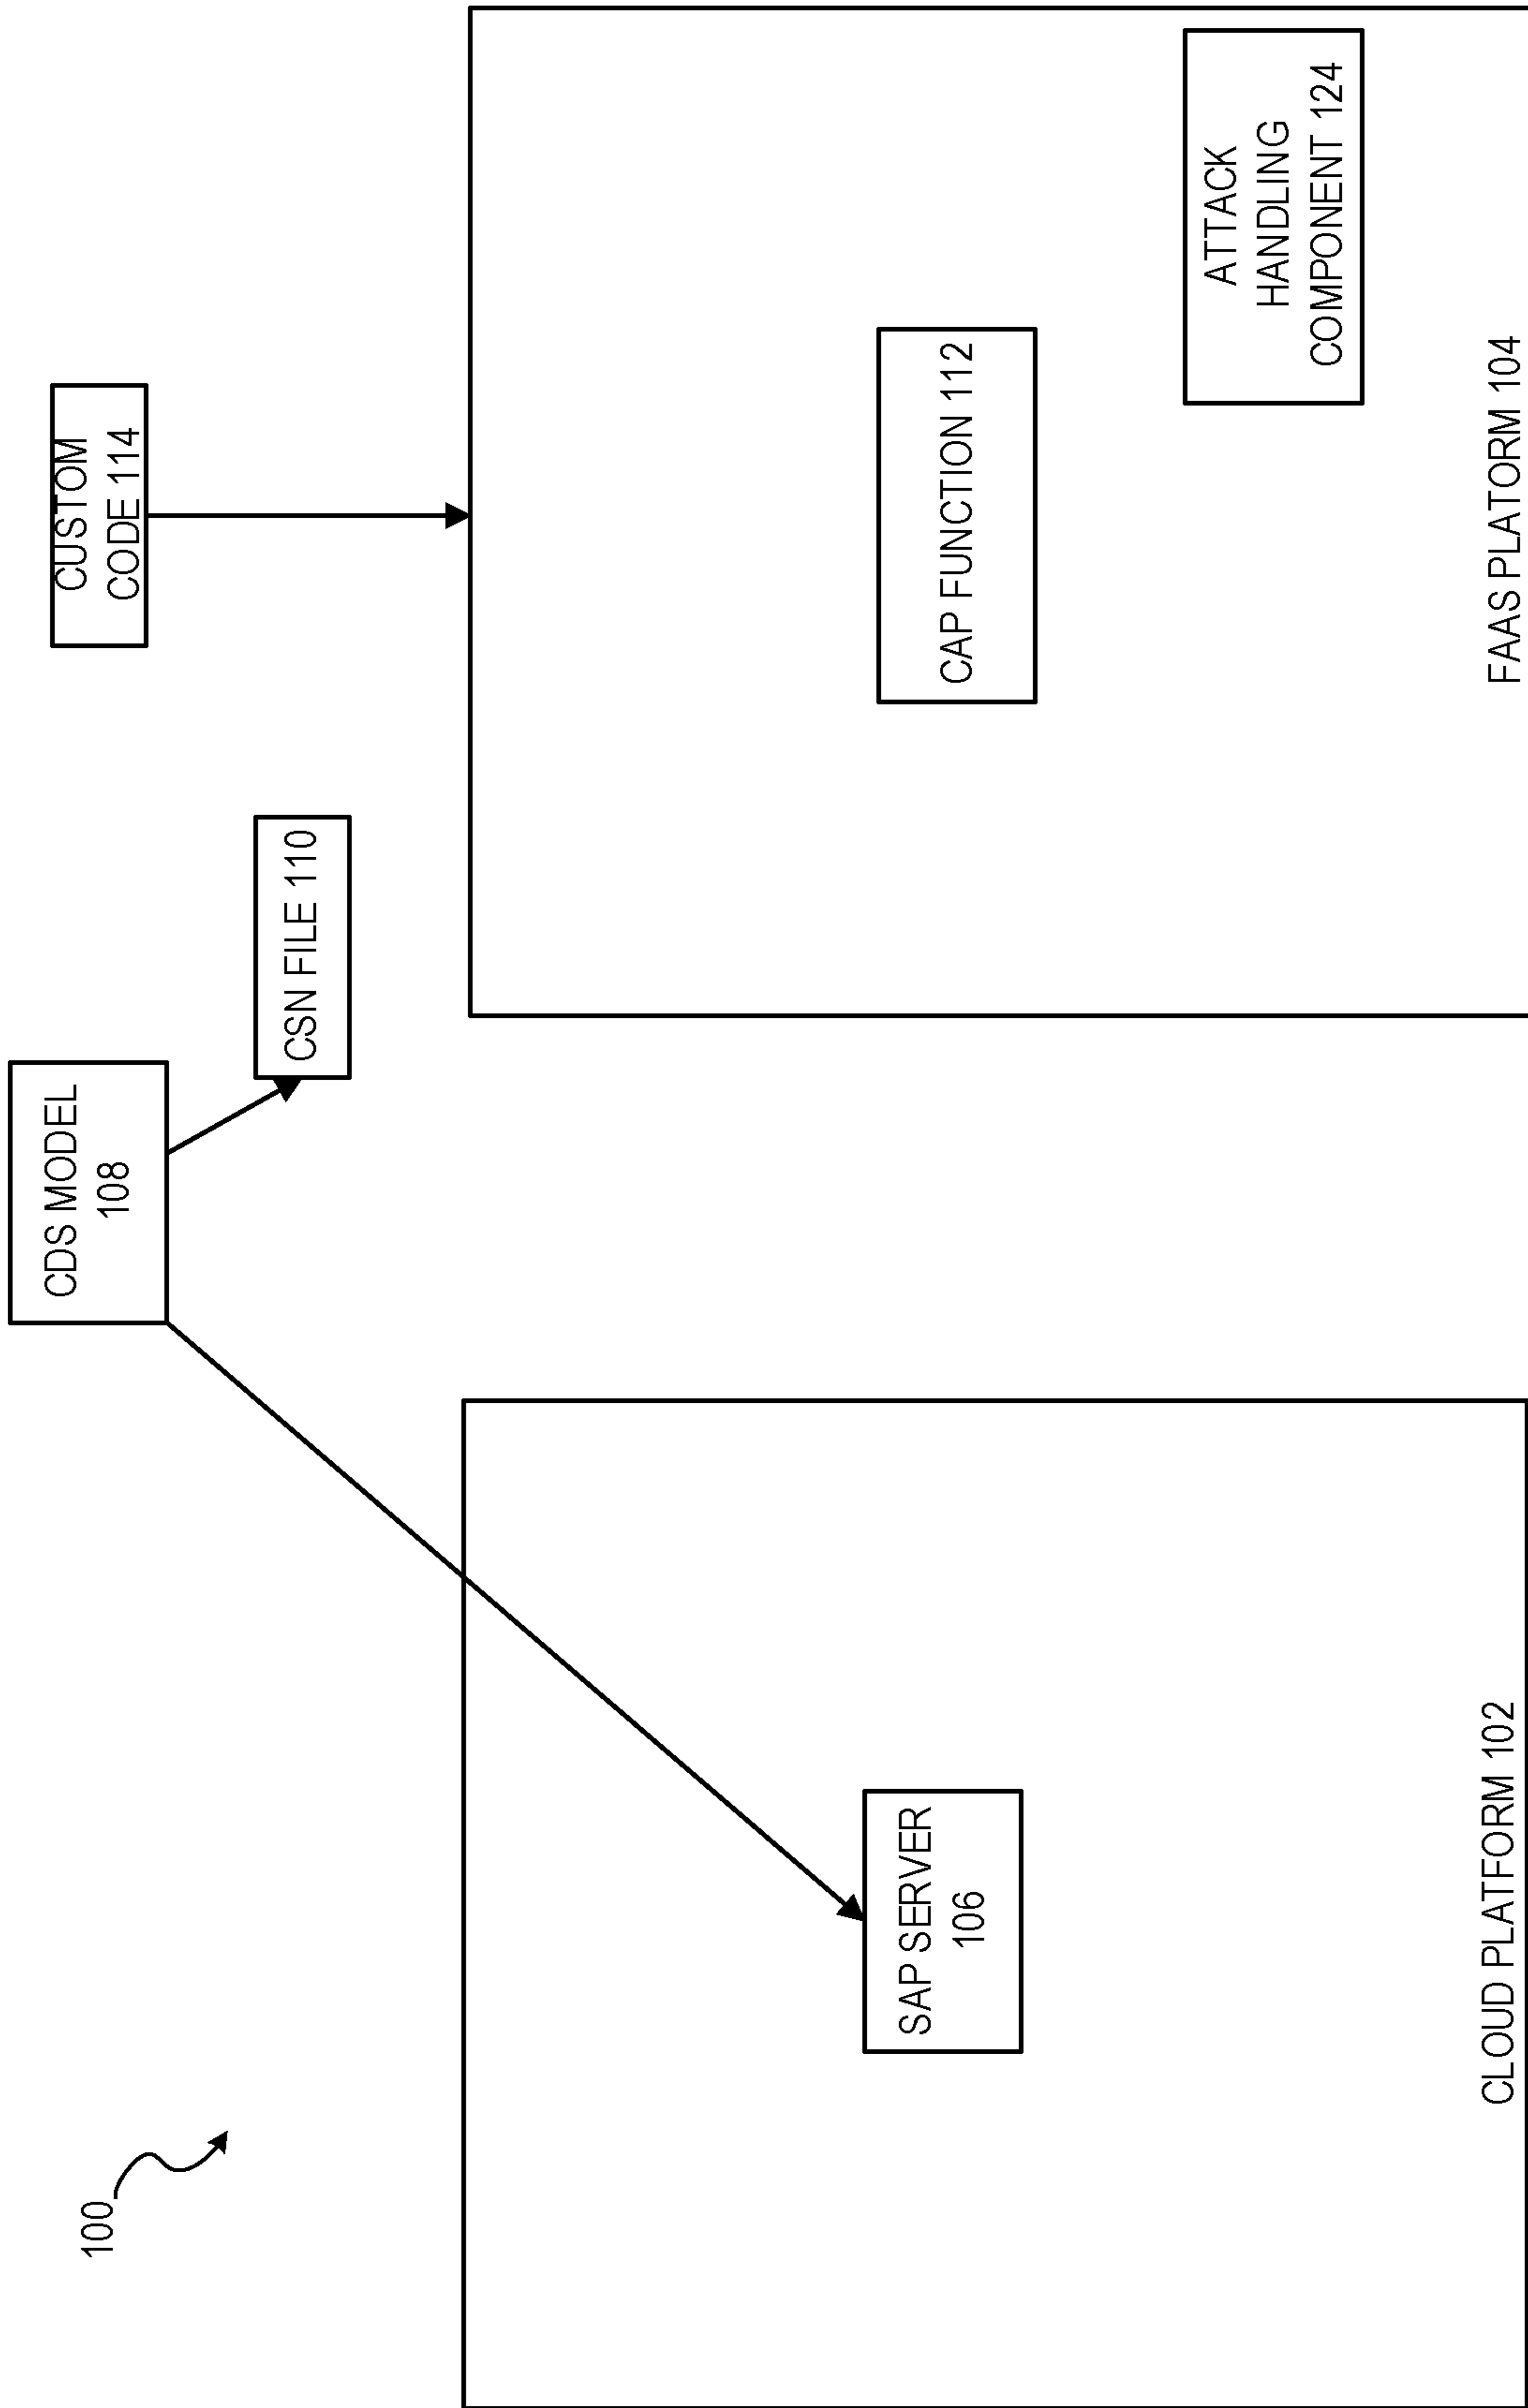 100
CDS MODEL
108
CUSTOM
CODE 114
CSN FILE 110
SAP SERVER
106
CLOUD PLATFORM 102
CAP FUNCTION 112
ATTACK
HANDLING
COMPONENT 124
FAAS PLATORM 104